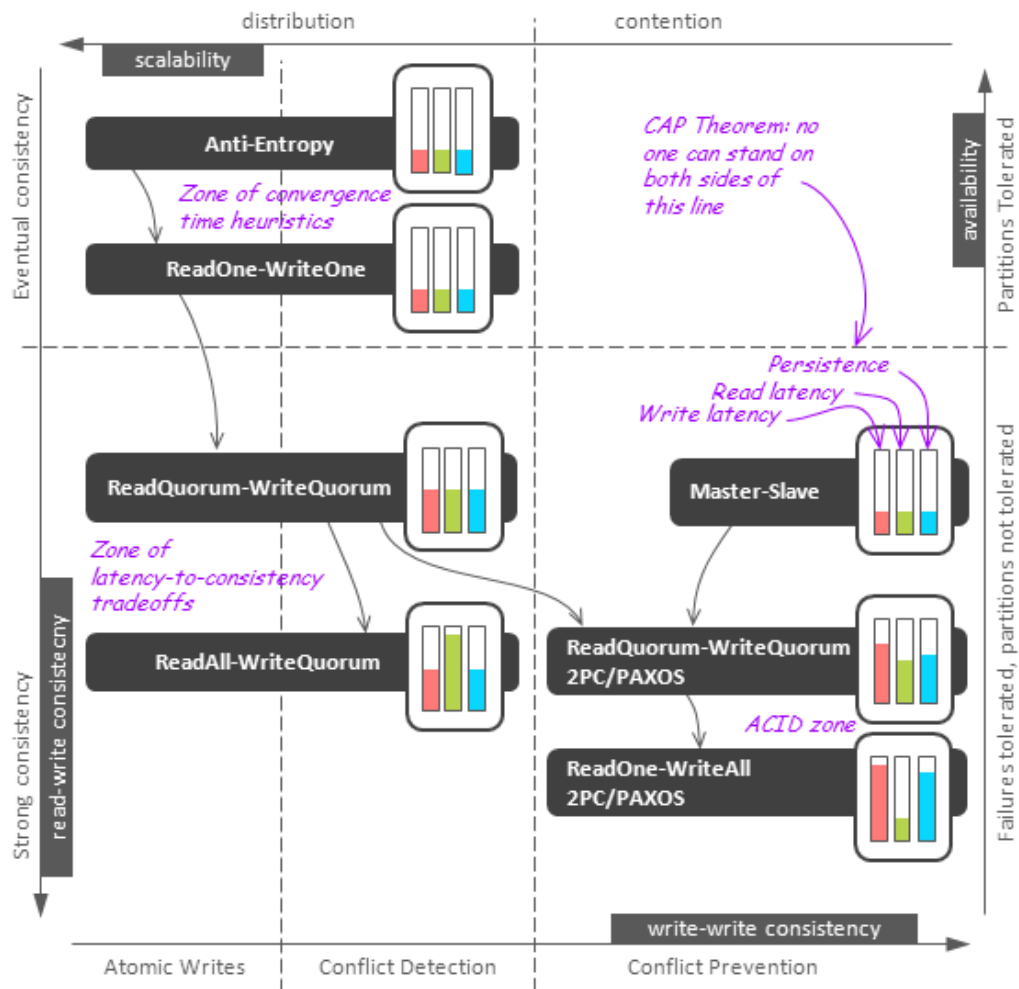 distribution
contention
scalability
Eventual consistency
Anti-Entropy
CAP Theorem: no
one can stand on
both sides of
this line
availability
Partitions Tolerated
Zone of convergence
time heuristics
ReadOne-WriteOne
Persistence
Read latency
Write latency
ReadQuorum-WriteQuorum
Master-Slave
Zone of
latency-to-consistency
tradeoffs
Strong consistency
read-write consistecny
ReadAll-WriteQuorum
ReadQuorum-WriteQuorum
2PC/PAXOS
ACID zone
ReadOne-WriteAll
2PC/PAXOS
Failures tolerated, partitions not tolerated
write-write consistency
Atomic Writes
Conflict Detection
Conflict Prevention